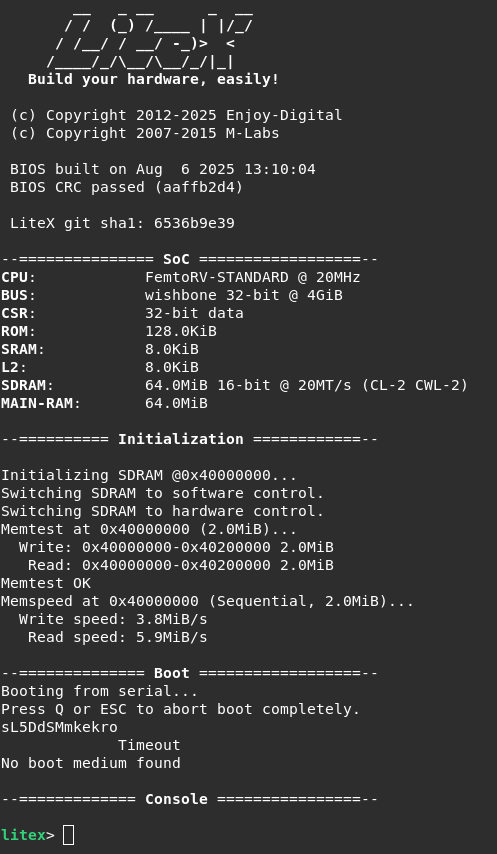 __   _ __      _  __
       / /  (_) /____ | |/_/
      / /__/ / __/ -_)>  <
     /____/_/\__/\__/_/|_|
   Build your hardware, easily!

 (c) Copyright 2012-2025 Enjoy-Digital
 (c) Copyright 2007-2015 M-Labs

 BIOS built on Aug  6 2025 13:10:04
 BIOS CRC passed (aaffb2d4)

 LiteX git sha1: 6536b9e39

--=============== SoC ==================--
CPU:            FemtoRV-STANDARD @ 20MHz
BUS:            wishbone 32-bit @ 4GiB
CSR:            32-bit data
ROM:            128.0KiB
SRAM:           8.0KiB
L2:             8.0KiB
SDRAM:          64.0MiB 16-bit @ 20MT/s (CL-2 CWL-2)
MAIN-RAM:       64.0MiB

--========== Initialization ============--

Initializing SDRAM @0x40000000...
Switching SDRAM to software control.
Switching SDRAM to hardware control.
Memtest at 0x40000000 (2.0MiB)...
  Write: 0x40000000-0x40200000 2.0MiB
   Read: 0x40000000-0x40200000 2.0MiB
Memtest OK
Memspeed at 0x40000000 (Sequential, 2.0MiB)...
  Write speed: 3.8MiB/s
   Read speed: 5.9MiB/s

--============== Boot ==================--
Booting from serial...
Press Q or ESC to abort boot completely.
sL5DdSMmkekro
             Timeout
No boot medium found

--============= Console ================--

litex>